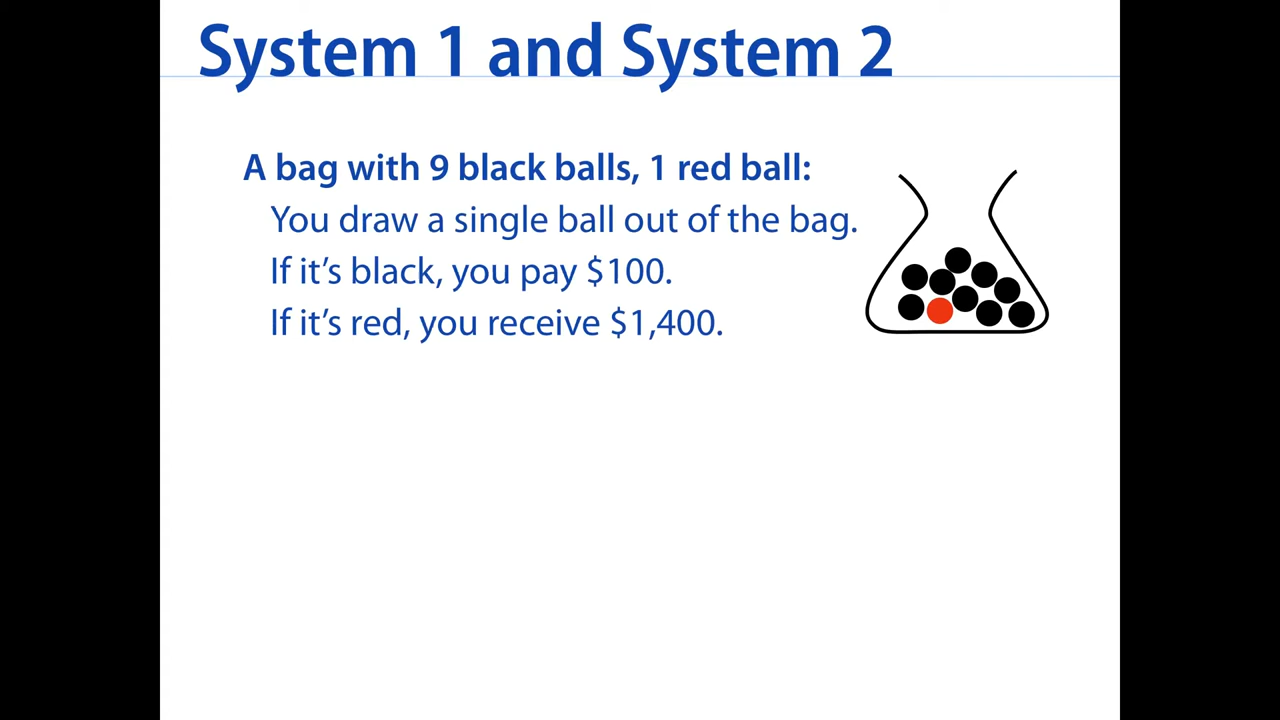 System 1 and System 2
A bag with 9 black balls, 1 red ball:
You draw a single ball out of the bag.
If it’s black, you pay $100.
If it’s red, you receive $1,400.